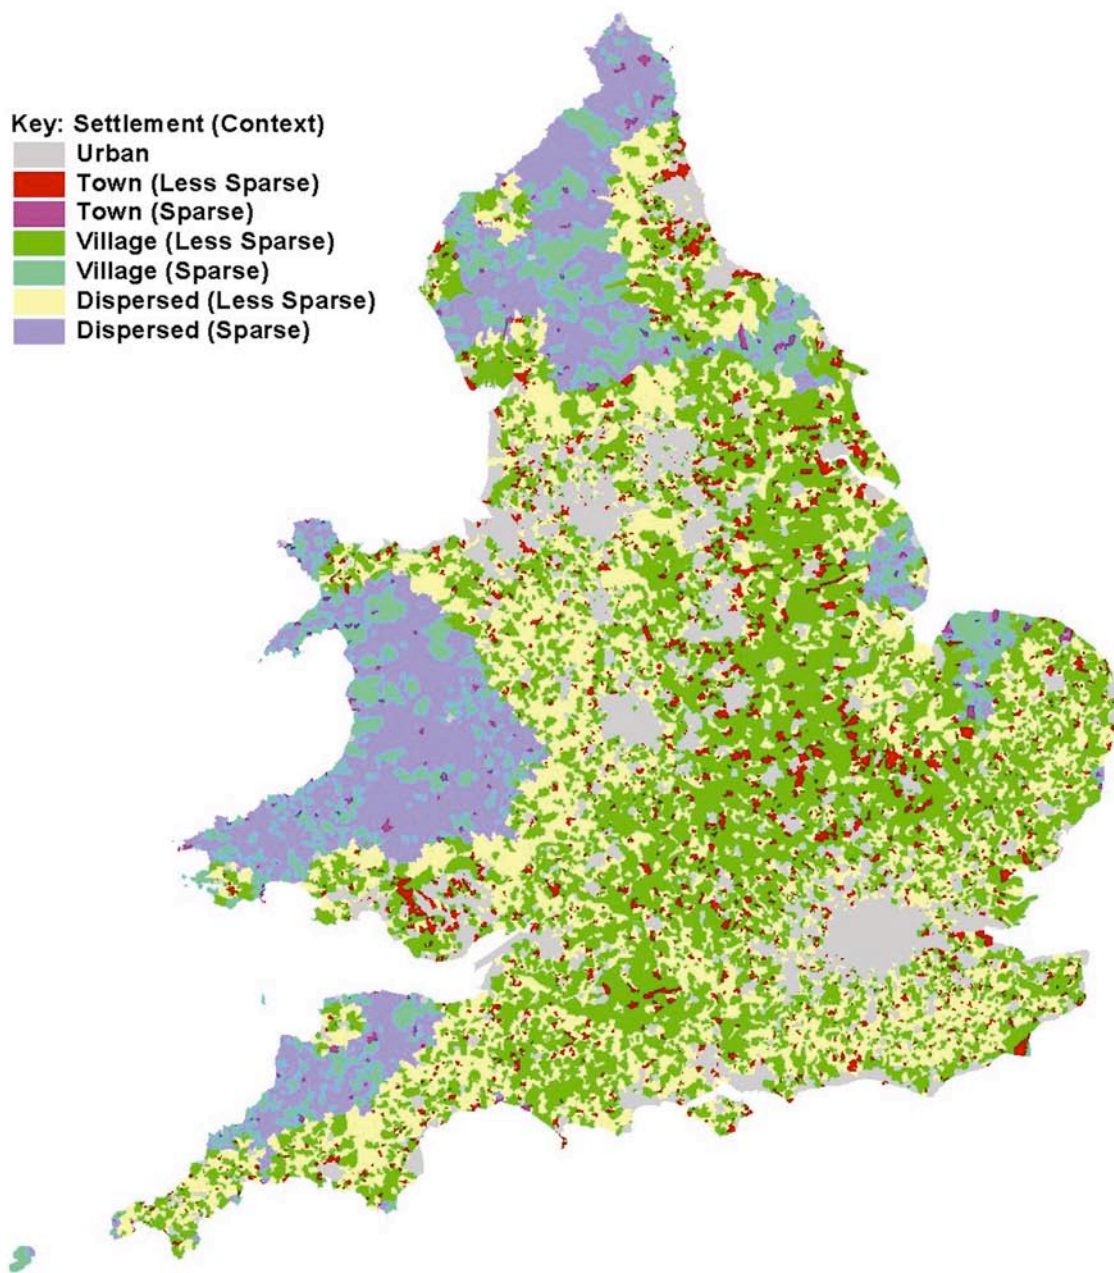 Key: Settlement (Context)
Urban
Town (Less Sparse)
Town (Sparse)
Village (Less Sparse)
Village (Sparse)
Dispersed (Less Sparse)
Dispersed (Sparse)